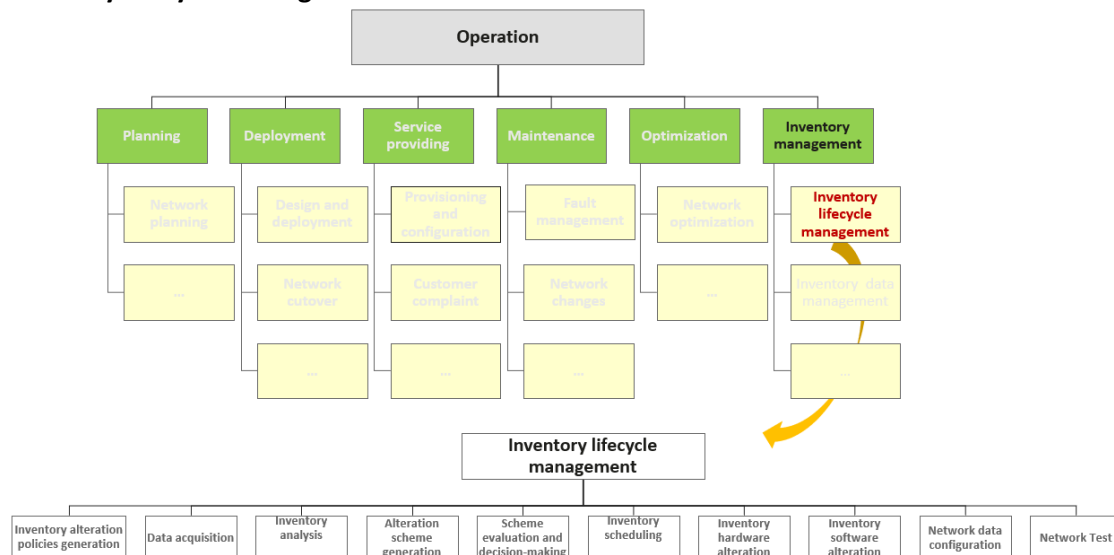 Operation
Planning
Deployment
Service
providing
Maintenance
Optimization
Inventory
management
Network
planning
Design and
deployment
Provisioning
and
configuration
Fault
management
Network
optimization
Inventory
lifecycle
management
...
Network
cutover
Customer
complaint
Network
changes
...
Inventory data
management
...
...
...
...
Inventory lifecycle
management
Inventory alteration
policies generation
Data acquisition
Inventory
analysis
Alteration
scheme
generation
Scheme
evaluation and
decision-making
Inventory
scheduling
Inventory
hardware
alteration
Inventory
software
alteration
Network data
configuration
Network Test